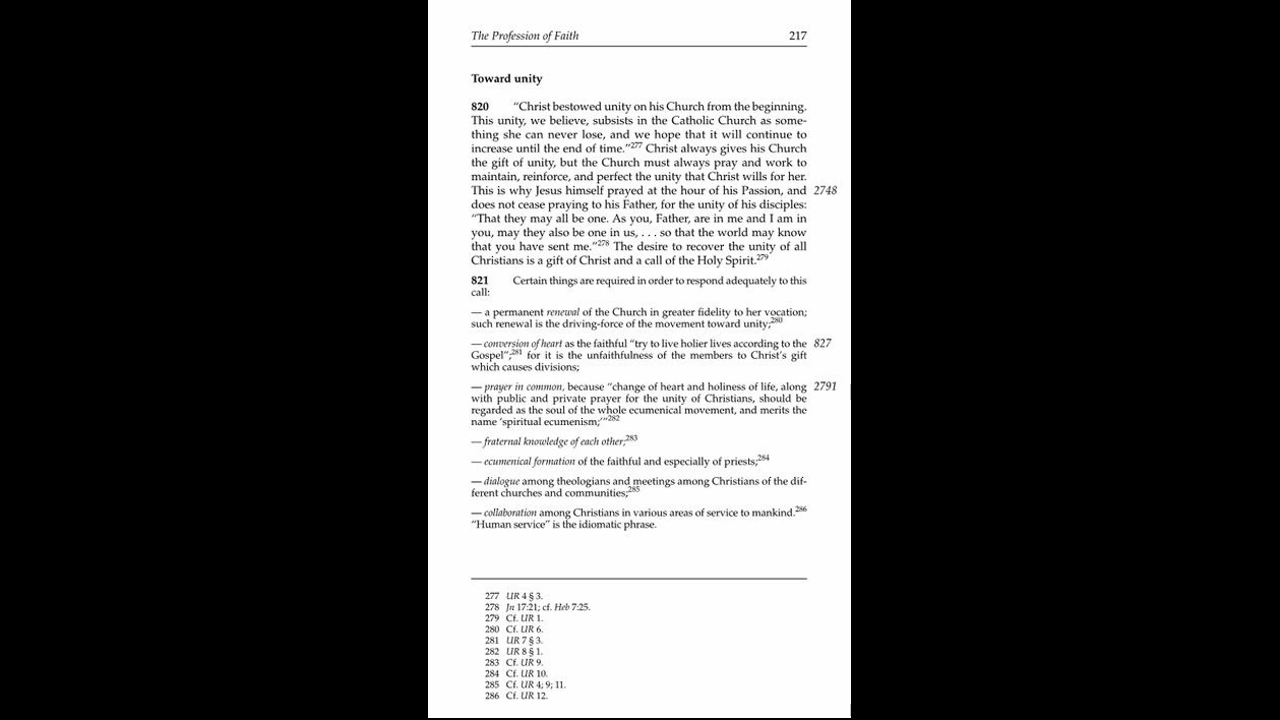 The Profession of Faith 217
Toward unity
820 “Christ bestowed unity on his Church from the beginning.
This unity, we believe, subsists in the Catholic Church as some-
thing she can never lose, and we hope that it will continue to
increase until the end of time.”277 Christ always gives his Church
the gift of unity, but the Church must always pray and work to
maintain, reinforce, and perfect the unity that Christ wills for her.
This is why Jesus himself prayed at the hour of his Passion, and 2748
does not cease praying to his Father, for the unity of his disciples:
“That they may all be one. As you, Father, are in me and I am in
you, may they also be one in us, . . . so that the world may know
that you have sent me.”278 The desire to recover the unity of all
Christians is a gift of Christ and a call of the Holy Spirit.279
821 Certain things are required in order to respond adequately to this
call:
— a permanent renewal of the Church in greater fidelity to her vocation;
such renewal is the driving-force of the movement toward unity;280
— conversion of heart as the faithful “try to live holier lives according to the 827
Gospel”;281 for it is the unfaithfulness of the members to Christ's gift
which causes divisions;
— prayer in common, because “change of heart and holiness of life, along 2791
with public and private prayer for the unity of Christians, should be
regarded as the soul of the whole ecumenical movement, and merits the
name ‘spiritual ecumenism;’”282
— fraternal knowledge of each other;283
— ecumenical formation of the faithful and especially of priests;284
— dialogue among theologians and meetings among Christians of the dif-
ferent churches and communities;285
— collaboration among Christians in various areas of service to mankind.286
“Human service” is the idiomatic phrase.
277 UR 4 § 3.
278 Jn 17:21; cf. Heb 7:25.
279 Cf. UR 1.
280 Cf. UR 6.
281 UR 7 § 3.
282 UR 8 § 1.
283 Cf. UR 9.
284 Cf. UR 10.
285 Cf. UR 4; 9; 11.
286 Cf. UR 12.